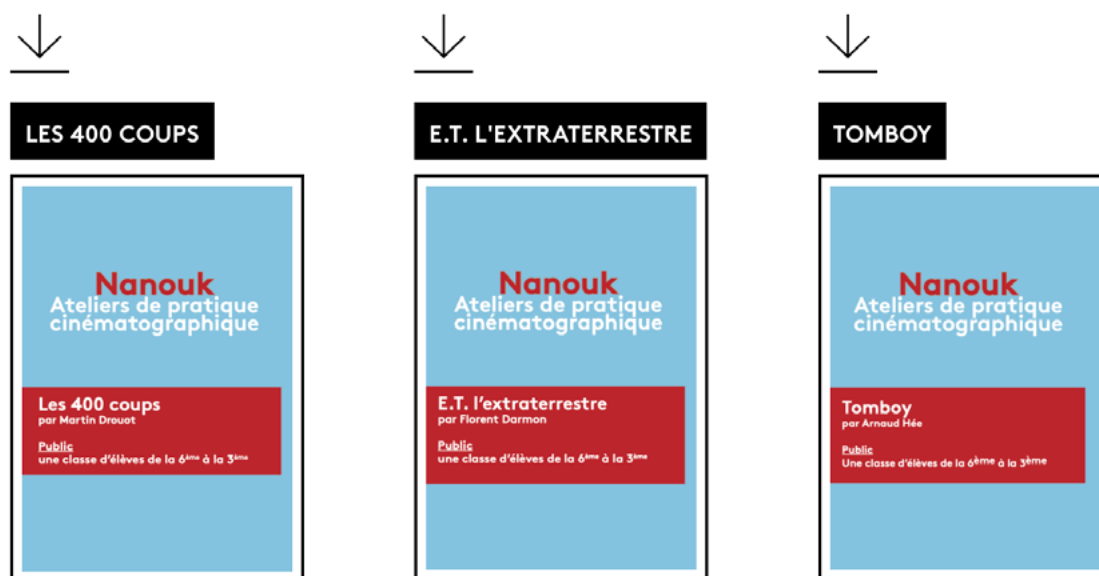 LES 400 COUPS
Nanouk
Ateliers de pratique
cinématographique
Les 400 coups
par Martin Drouot
Public
une classe d'élèves de la 6ème à la 3ème
E.T. L'EXTRATERRESTRE
Nanouk
Ateliers de pratique
cinématographique
E.T. l'extraterrestre
par Florent Darmon
Public
une classe d'élèves de la 6ème à la 3ème
TOMBOY
Nanouk
Ateliers de pratique
cinématographique
Tomboy
par Arnaud Hée
Public
Une classe d'élèves de la 6ème à la 3ème